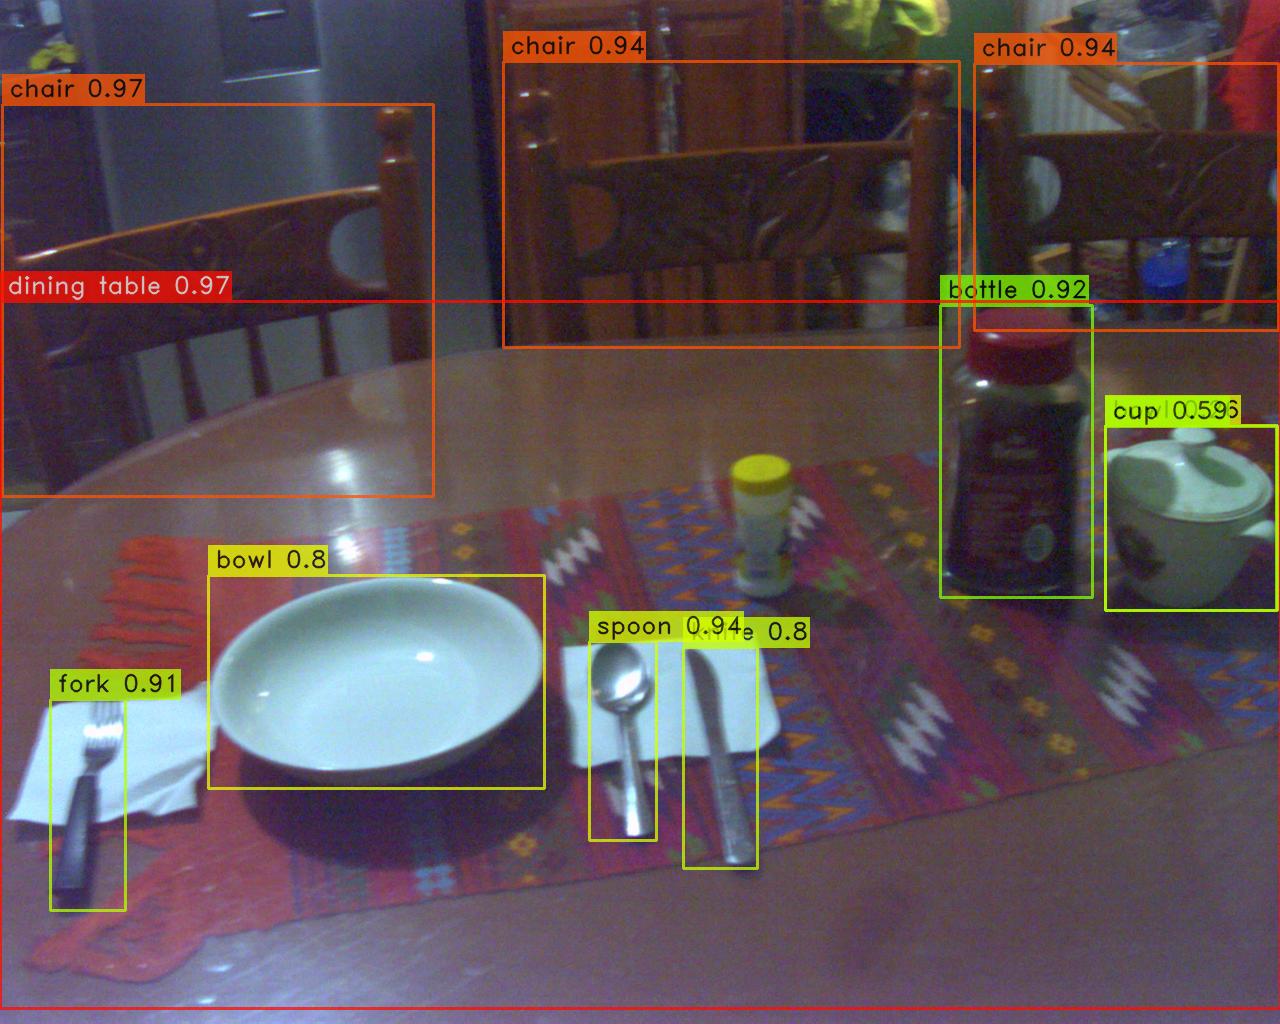 chair 0.94
chair 0.94
chair 0.97
dining table 0.97
bottle 0.92
cup 0.59
bowl 0.8
spoon 0.94
knife 0.8
fork 0.91